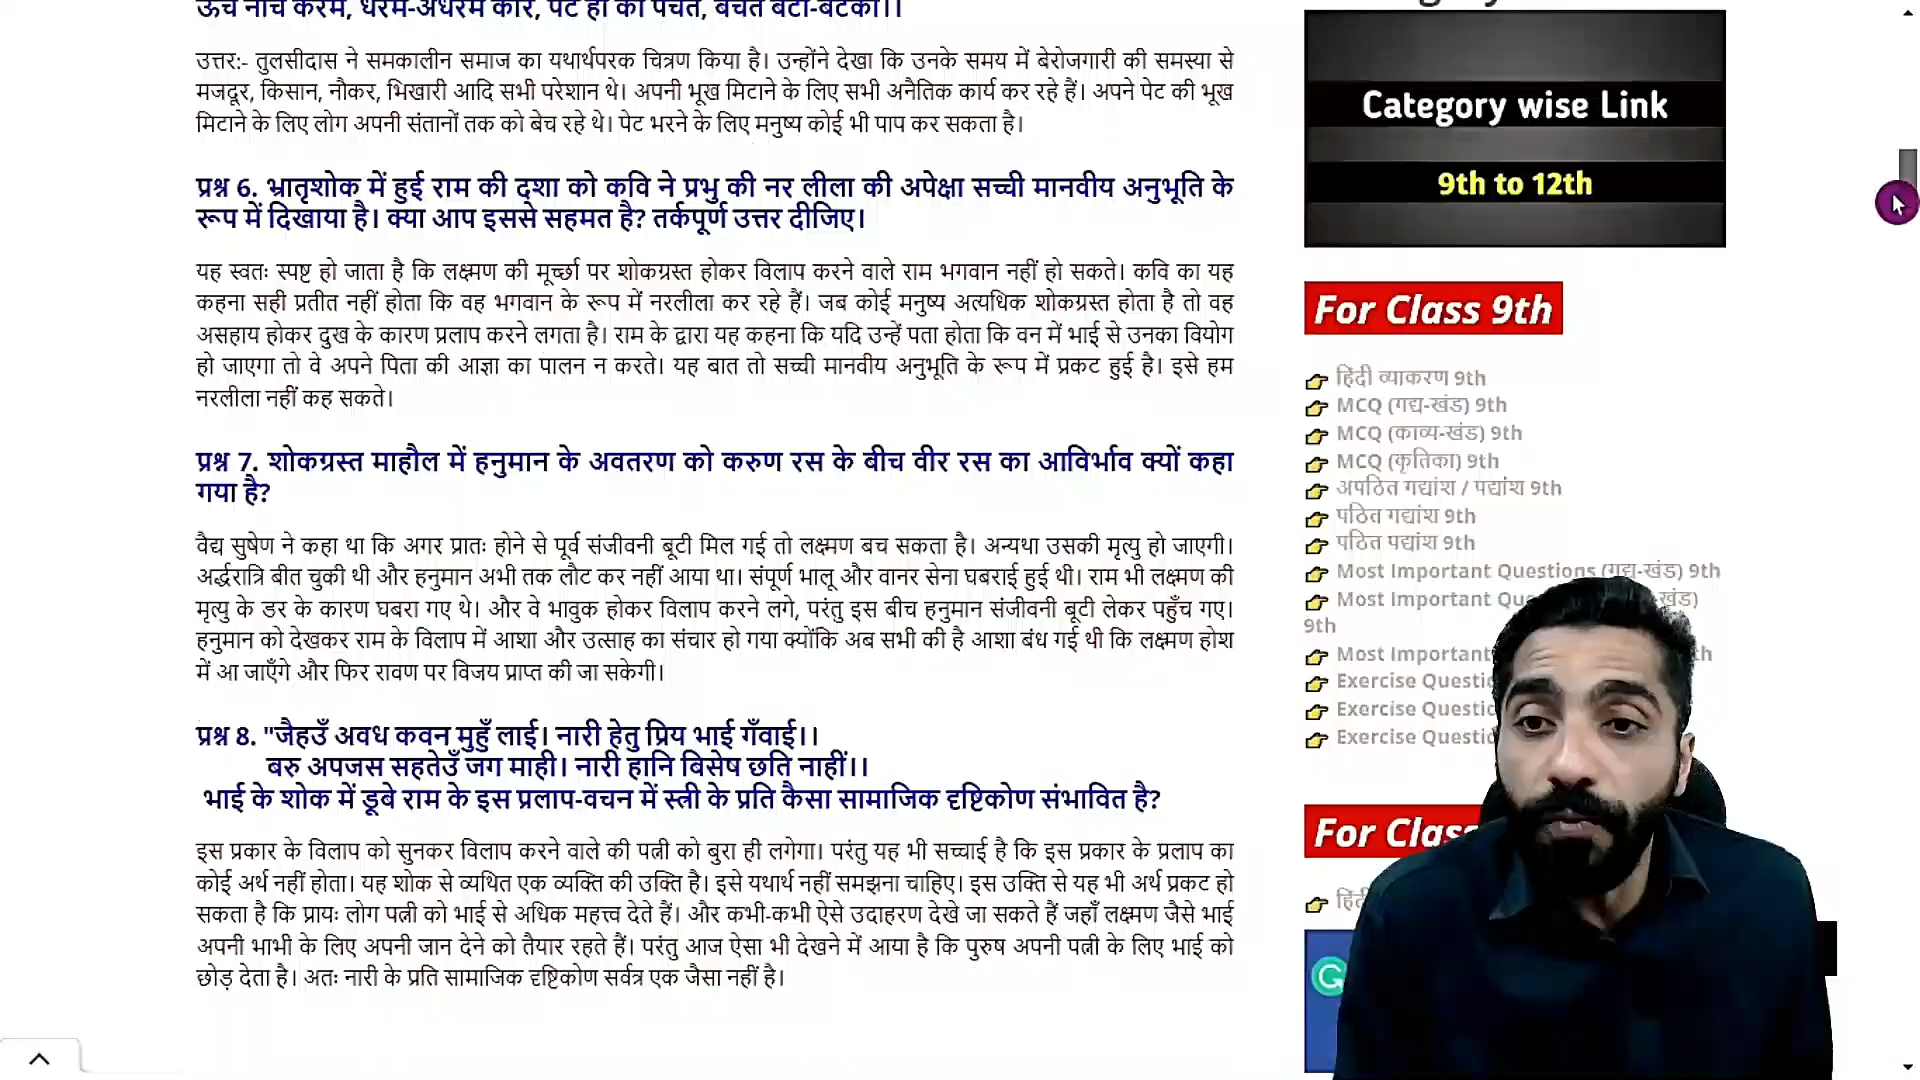 ऊँचे नीचे करम, धरम-अधरम करि, पेट ही को पचत, बेचत बेटा-बेटकी।।
उत्तर:- तुलसीदास ने समकालीन समाज का यथार्थपरक चित्रण किया है। उन्होंने देखा कि उनके समय में बेरोजगारी की समस्या से
मजदूर, किसान, नौकर, भिखारी आदि सभी परेशान थे। अपनी भूख मिटाने के लिए सभी अनैतिक कार्य कर रहे हैं। अपने पेट की भूख
मिटाने के लिए लोग अपनी संतानों तक को बेच रहे थे। पेट भरने के लिए मनुष्य कोई भी पाप कर सकता है।
प्रश्न 6. भ्रातृशोक में हुई राम की दशा को कवि ने प्रभु की नर लीला की अपेक्षा सच्ची मानवीय अनुभूति के
रूप में दिखाया है। क्या आप इससे सहमत है? तर्कपूर्ण उत्तर दीजिए।
यह स्वतः स्पष्ट हो जाता है कि लक्ष्मण की मूर्च्छा पर शोकग्रस्त होकर विलाप करने वाले राम भगवान नहीं हो सकते। कवि का यह
कहना सही प्रतीत नहीं होता कि वह भगवान के रूप में नरलीला कर रहे हैं। जब कोई मनुष्य अत्यधिक शोकग्रस्त होता है तो वह
असहाय होकर दुख के कारण प्रलाप करने लगता है। राम के द्वारा यह कहना कि यदि उन्हें पता होता कि वन में भाई से उनका वियोग
हो जाएगा तो वे अपने पिता की आज्ञा का पालन न करते। यह बात तो सच्ची मानवीय अनुभूति के रूप में प्रकट हुई है। इसे हम
नरलीला नहीं कह सकते।
प्रश्न 7. शोकग्रस्त माहौल में हनुमान के अवतरण को करुण रस के बीच वीर रस का आविर्भाव क्यों कहा
गया है?
वैद्य सुषेण ने कहा था कि अगर प्रातः होने से पूर्व संजीवनी बूटी मिल गई तो लक्ष्मण बच सकता है। अन्यथा उसकी मृत्यु हो जाएगी।
अर्द्धरात्रि बीत चुकी थी और हनुमान अभी तक लौट कर नहीं आया था। संपूर्ण भालू और वानर सेना घबराई हुई थी। राम भी लक्ष्मण की
मृत्यु के डर के कारण घबरा गए थे। और वे भावुक होकर विलाप करने लगे, परंतु इस बीच हनुमान संजीवनी बूटी लेकर पहुँच गए।
हनुमान को देखकर राम के विलाप में आशा और उत्साह का संचार हो गया क्योंकि अब सभी की है आशा बंध गई थी कि लक्ष्मण होश
में आ जाएँगे और फिर रावण पर विजय प्राप्त की जा सकेगी।
प्रश्न 8. "जैहउँ अवध कवन मुहुँ लाई। नारी हेतु प्रिय भाई गँवाई।।
बरु अपजस सहतेउँ जग माही। नारी हानि बिसेष छति नाहीं।।
भाई के शोक में डूबे राम के इस प्रलाप-वचन में स्त्री के प्रति कैसा सामाजिक दृष्टिकोण संभावित है?
इस प्रकार के विलाप को सुनकर विलाप करने वाले की पत्नी को बुरा ही लगेगा। परंतु यह भी सच्चाई है कि इस प्रकार के प्रलाप का
कोई अर्थ नहीं होता। यह शोक से व्यथित एक व्यक्ति की उक्ति है। इसे यथार्थ नहीं समझना चाहिए। इस उक्ति से यह भी अर्थ प्रकट हो
सकता है कि प्रायः लोग पत्नी को भाई से अधिक महत्त्व देते हैं। और कभी-कभी ऐसे उदाहरण देखे जा सकते हैं जहाँ लक्ष्मण जैसे भाई
अपनी भाभी के लिए अपनी जान देने को तैयार रहते हैं। परंतु आज ऐसा भी देखने में आया है कि पुरुष अपनी पत्नी के लिए भाई को
छोड़ देता है। अतः नारी के प्रति सामाजिक दृष्टिकोण सर्वत्र एक जैसा नहीं है।
Category wise Link
9th to 12th
For Class 9th
हिंदी व्याकरण 9th
MCQ (गद्य-खंड) 9th
MCQ (काव्य-खंड) 9th
MCQ (कृतिका) 9th
अपठित गद्यांश / पद्यांश 9th
पठित गद्यांश 9th
पठित पद्यांश 9th
Most Important Questions (गद्य-खंड) 9th
Most Important
9th
Most Important
Exercise
Exercise
Exercise
For